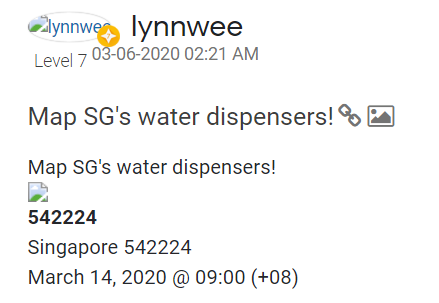 lynnwee
lynnwee
Level 7
03-06-2020 02:21 AM
Map SG's water dispensers!
Map SG's water dispensers!
542224
Singapore 542224
March 14, 2020 @ 09:00 (+08)